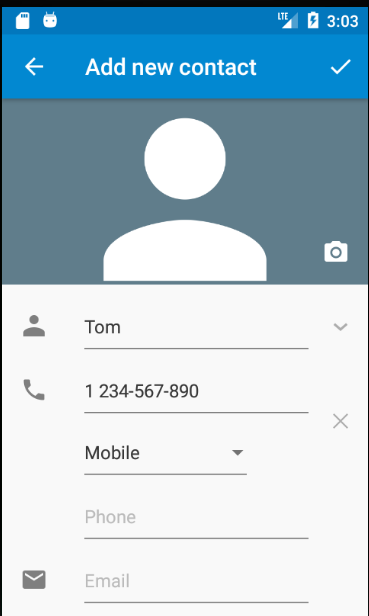 LTE 3:03
Add new contact
Tom
1 234-567-890
Mobile
Phone
Email